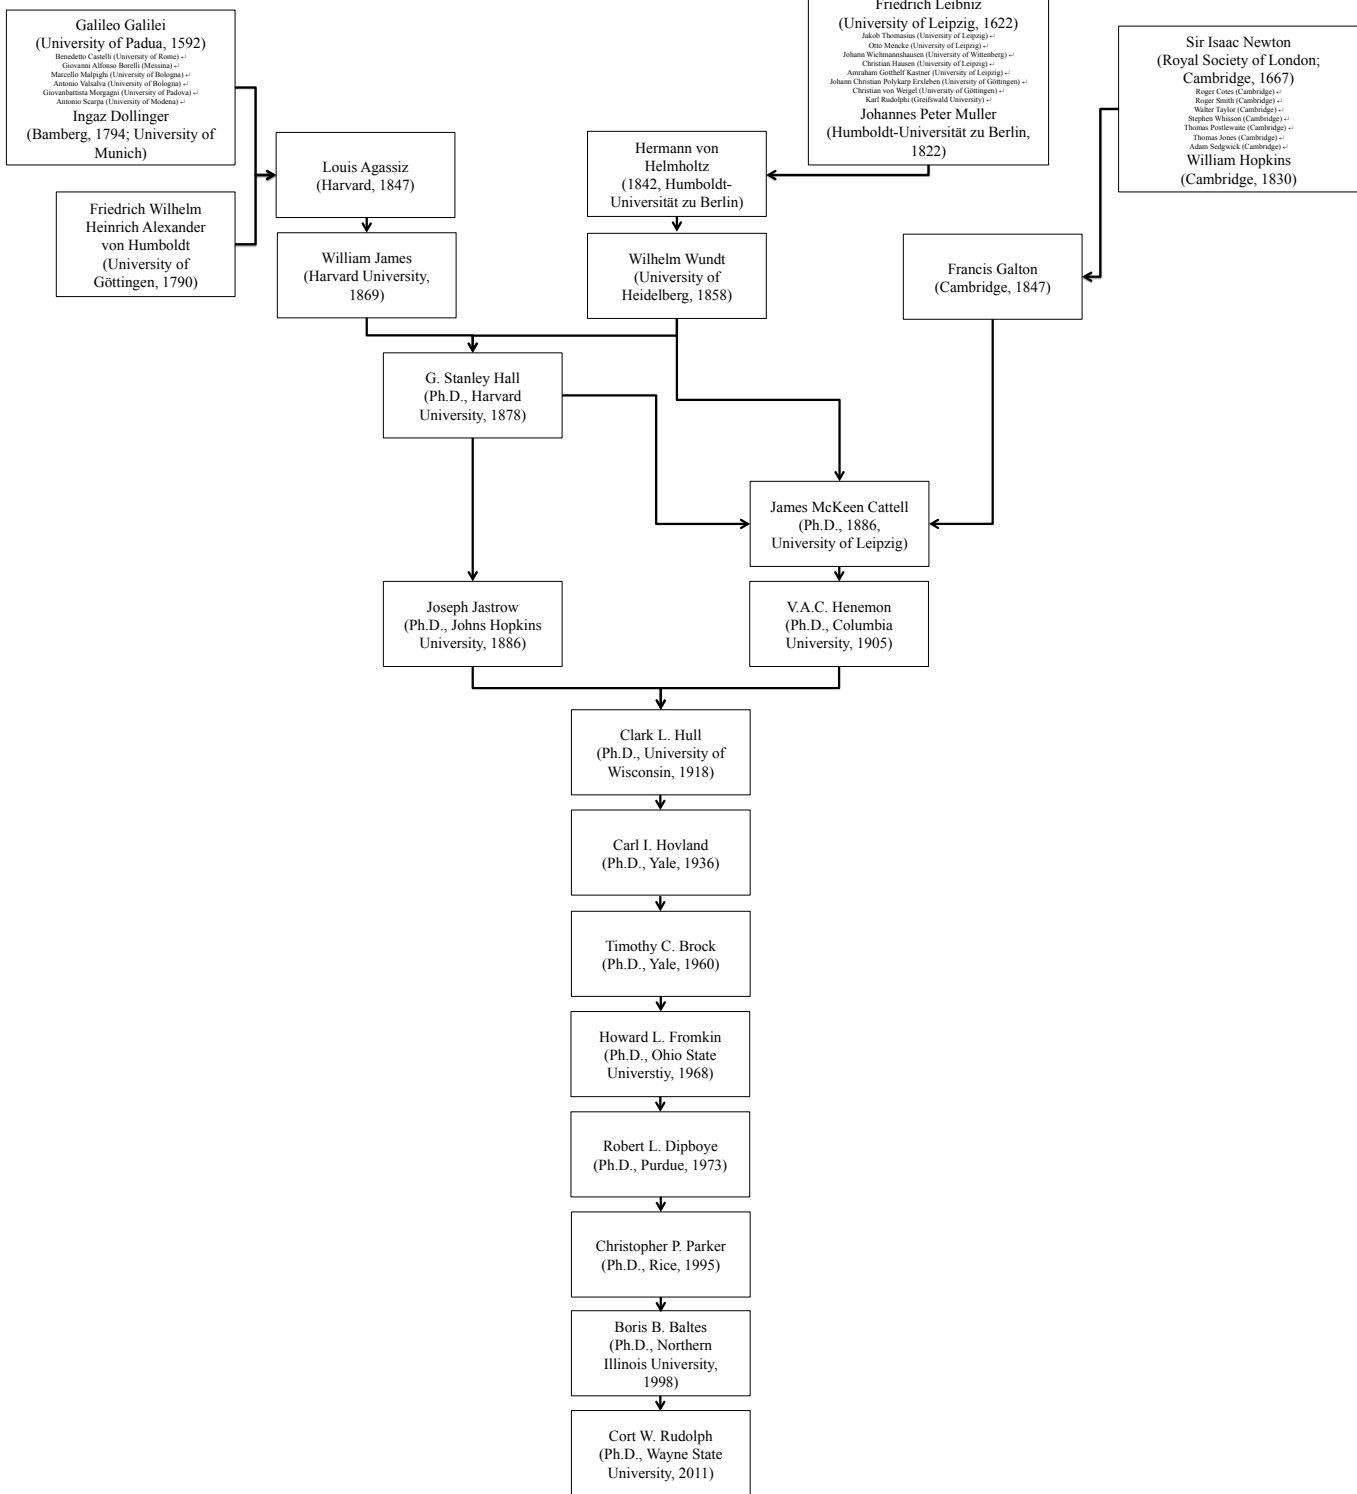 Galileo Galilei
(University of Padua, 1592)
Benedetto Castelli (University of Rome) ↵
Giovanni Alfonso Borelli (Messina) ↵
Marcello Malpighi (University of Bologna) ↵
Antonio Valsalva (University of Bologna) ↵
Giovanbattista Morgagni (University of Padova) ↵
Antonio Scarpa (University of Modena) ↵
Ingaz Dollinger
(Bamberg, 1794; University of
Munich)
Friedrich Wilhelm
Heinrich Alexander
von Humboldt
(University of
Göttingen, 1790)
Louis Agassiz
(Harvard, 1847)
William James
(Harvard University,
1869)
Friedrich Leibniz
(University of Leipzig, 1622)
Jakob Thomasius (University of Leipzig) ↵
Otto Mencke (University of Leipzig) ↵
Johann Wichmannshausen (University of Wittenberg) ↵
Christian Hausen (University of Leipzig) ↵
Amraham Gotthelf Kastner (University of Leipzig) ↵
Johann Christian Polykarp Erxleben (University of Göttingen) ↵
Christian von Weigel (University of Göttingen) ↵
Karl Rudolphi (Greifswald University) ↵
Johannes Peter Muller
(Humboldt-Universität zu Berlin,
1822)
Hermann von
Helmholtz
(1842, Humboldt-
Universität zu Berlin)
Wilhelm Wundt
(University of
Heidelberg, 1858)
Sir Isaac Newton
(Royal Society of London;
Cambridge, 1667)
Roger Cotes (Cambridge) ↵
Roger Smith (Cambridge) ↵
Walter Taylor (Cambridge) ↵
Stephen Whisson (Cambridge) ↵
Thomas Postlewaite (Cambridge) ↵
Thomas Jones (Cambridge) ↵
Adam Sedgwick (Cambridge) ↵
William Hopkins
(Cambridge, 1830)
Francis Galton
(Cambridge, 1847)
G. Stanley Hall
(Ph.D., Harvard
University, 1878)
James McKeen Cattell
(Ph.D., 1886,
University of Leipzig)
Joseph Jastrow
(Ph.D., Johns Hopkins
University, 1886)
V.A.C. Henemon
(Ph.D., Columbia
University, 1905)
Clark L. Hull
(Ph.D., University of
Wisconsin, 1918)
Carl I. Hovland
(Ph.D., Yale, 1936)
Timothy C. Brock
(Ph.D., Yale, 1960)
Howard L. Fromkin
(Ph.D., Ohio State
Universtiy, 1968)
Robert L. Dipboye
(Ph.D., Purdue, 1973)
Christopher P. Parker
(Ph.D., Rice, 1995)
Boris B. Baltes
(Ph.D., Northern
Illinois University,
1998)
Cort W. Rudolph
(Ph.D., Wayne State
University, 2011)